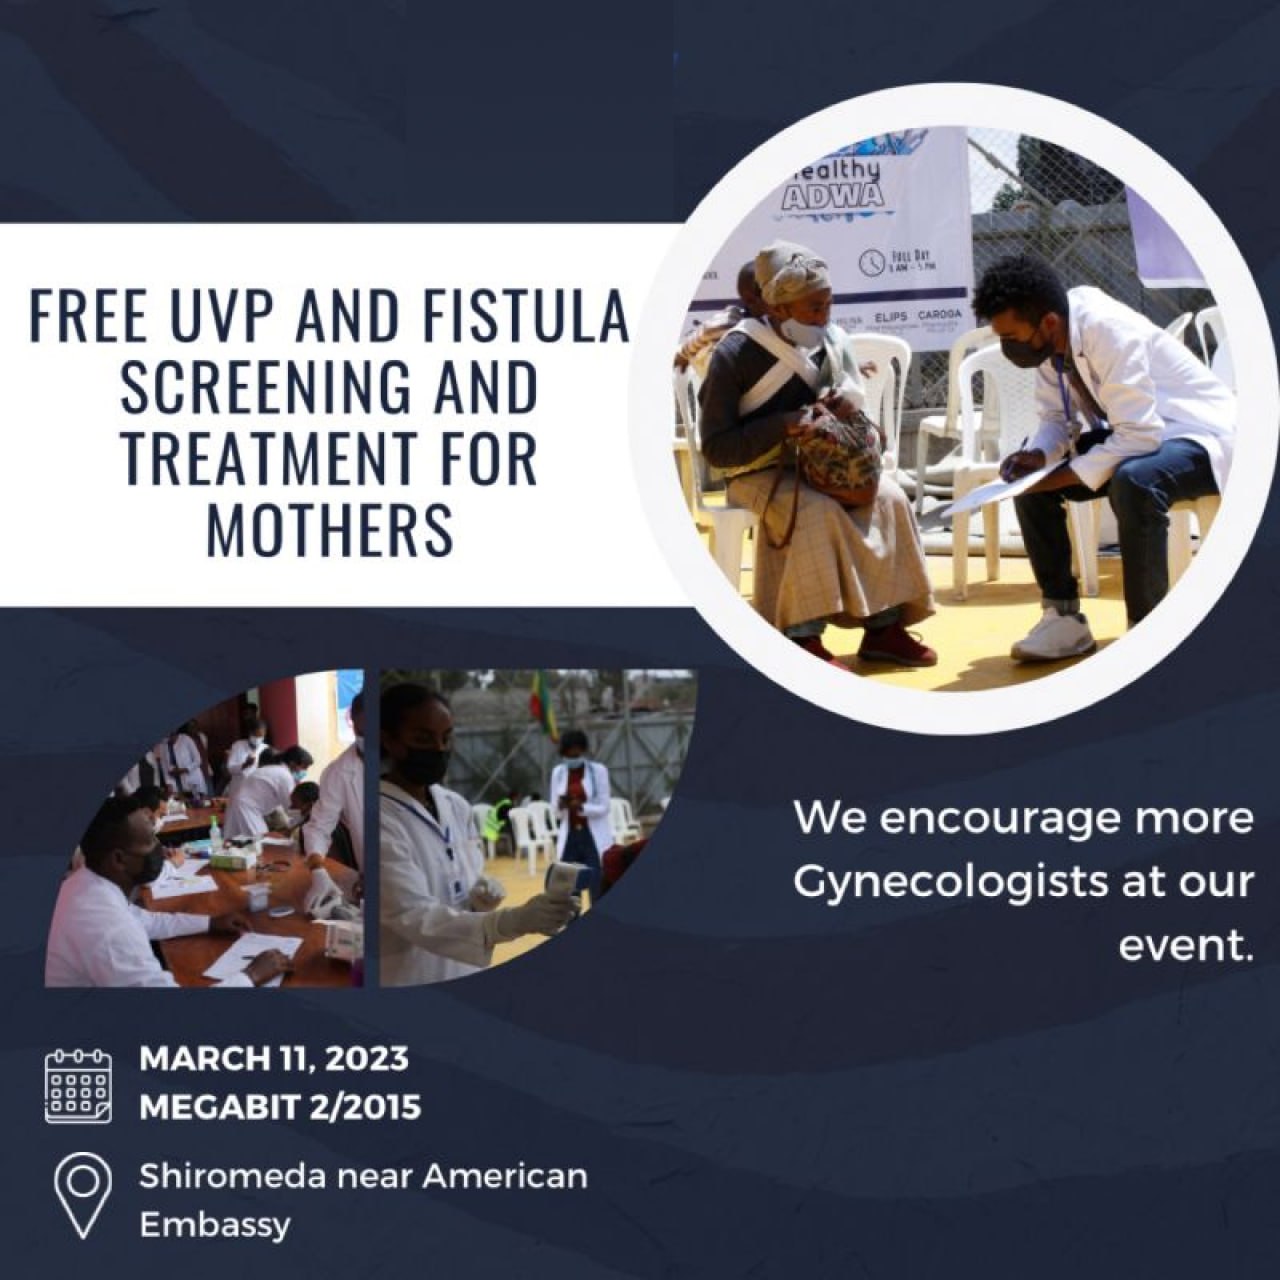 ealthy
ADWA
FULL DAY
ELIPS CAROGA
FREE UVP AND FISTULA
SCREENING AND
TREATMENT FOR
MOTHERS
We encourage more
Gynecologists at our
event.
MARCH 11, 2023
MEGABIT 2/2015
Shiromeda near American
Embassy